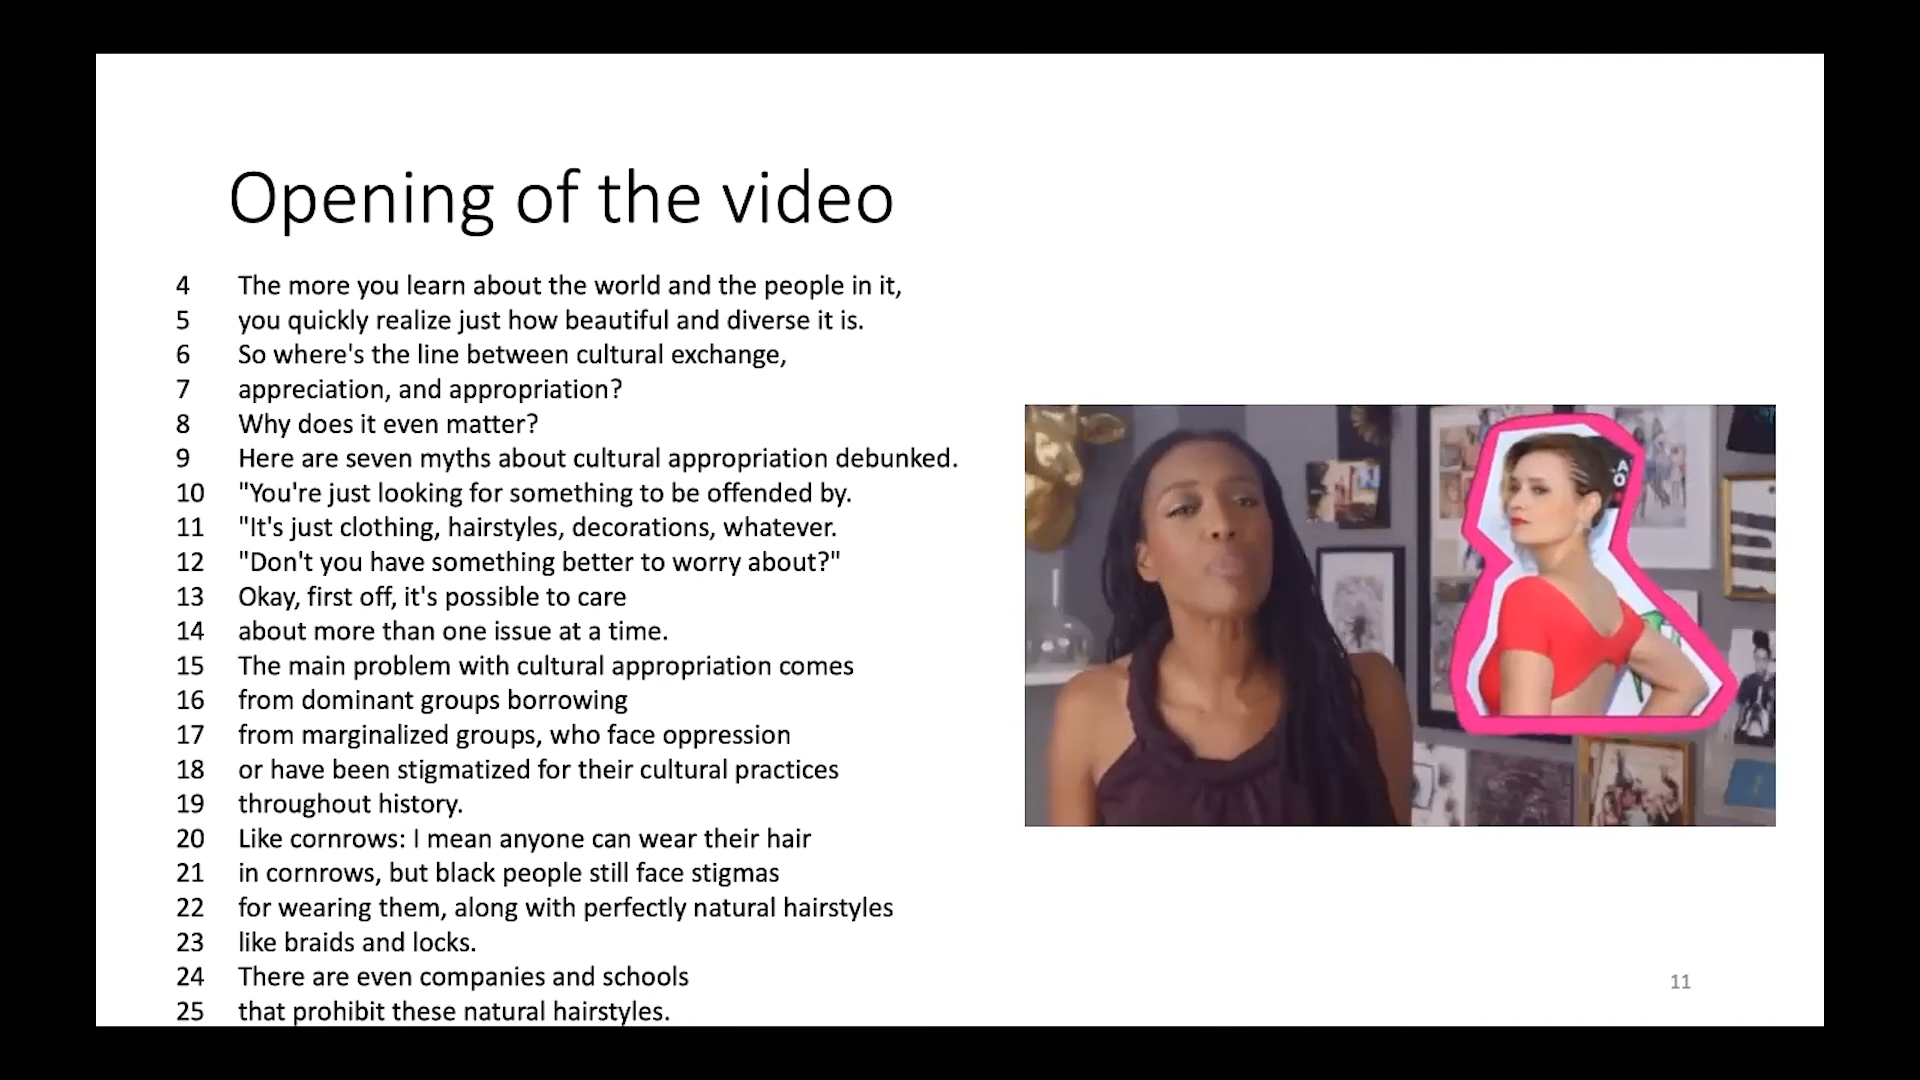 Opening of the video
4 The more you learn about the world and the people in it,
5 you quickly realize just how beautiful and diverse it is.
6 So where's the line between cultural exchange,
7 appreciation, and appropriation?
8 Why does it even matter?
9 Here are seven myths about cultural appropriation debunked.
10 "You're just looking for something to be offended by.
11 "It's just clothing, hairstyles, decorations, whatever.
12 "Don't you have something better to worry about?"
13 Okay, first off, it's possible to care
14 about more than one issue at a time.
15 The main problem with cultural appropriation comes
16 from dominant groups borrowing
17 from marginalized groups, who face oppression
18 or have been stigmatized for their cultural practices
19 throughout history.
20 Like cornrows: I mean anyone can wear their hair
21 in cornrows, but black people still face stigmas
22 for wearing them, along with perfectly natural hairstyles
23 like braids and locks.
24 There are even companies and schools
25 that prohibit these natural hairstyles.
11